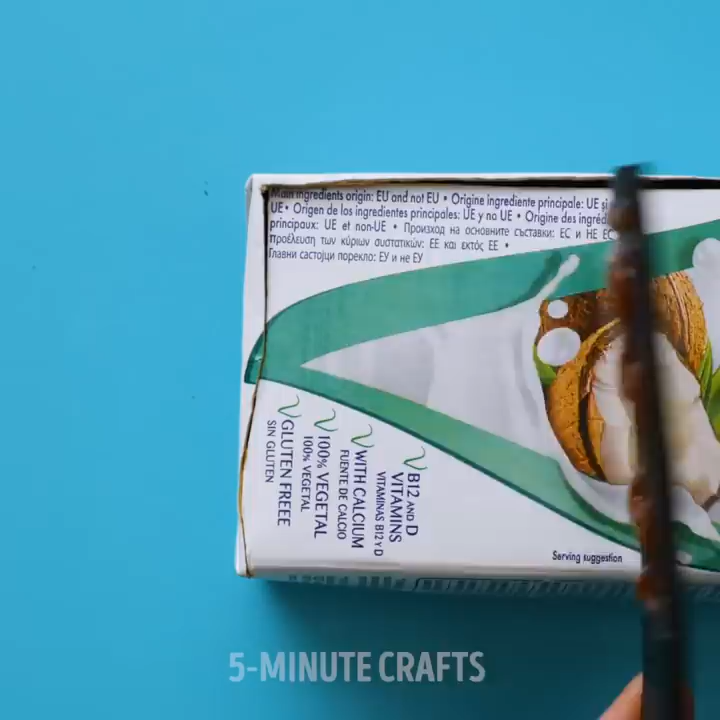 Main ingredients origin: EU and not EU • Origine ingrediente principale: UE și
UE • Origen de los ingredientes principales: UE y no UE • Origine des ingréd
principaux: UE et non-UE • Произход на основните съставки: ЕС и НЕ ЕС
προέλευση των κύριων συστατικών: ΕΕ και εκτός ΕΕ •
Главни састојци порекло: ЕУ и не ЕУ
B12 AND D
VITAMINS
VITAMINAS B12 Y D
WITH CALCIUM
FUENTE DE CALCIO
100% VEGETAL
100% VEGETAL
GLUTEN FREEE
SIN GLUTEN
Serving suggestion
5-MINUTE CRAFTS